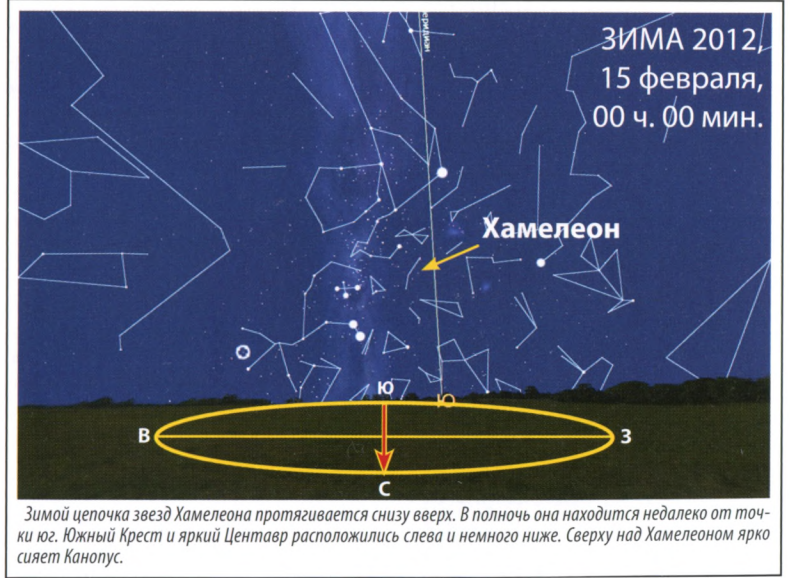 еридиан
ЗИМА 2012,
15 февраля,
00 ч. 00 мин.
Хамелеон
Ю
Ю
В
З
С
Зимой цепочка звезд Хамелеона протягивается снизу вверх. В полночь она находится недалеко от точ-
ки юг. Южный Крест и яркий Центавр расположились слева и немного ниже. Сверху над Хамелеоном ярко
сияет Канопус.